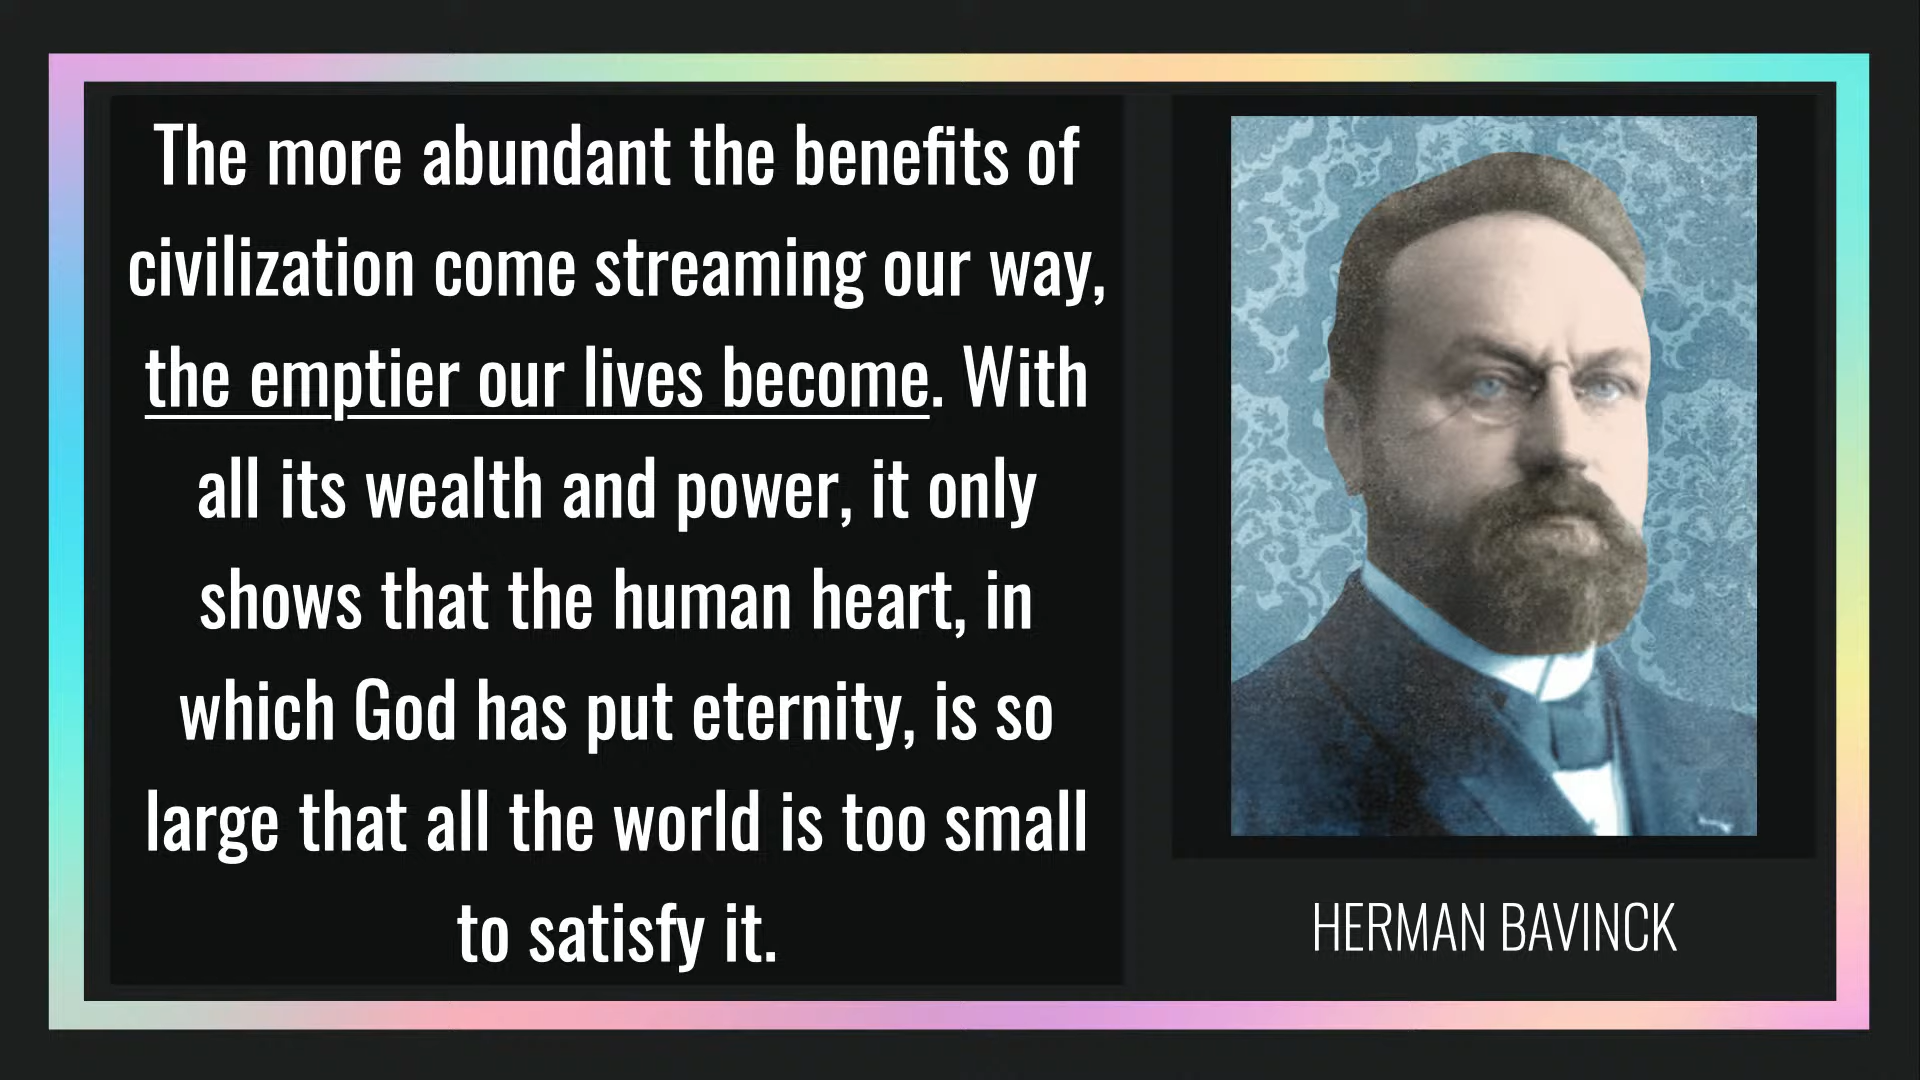 The more abundant the benefits of
civilization come streaming our way,
the emptier our lives become. With
all its wealth and power, it only
shows that the human heart, in
which God has put eternity, is so
large that all the world is too small
to satisfy it.
HERMAN BAVINCK